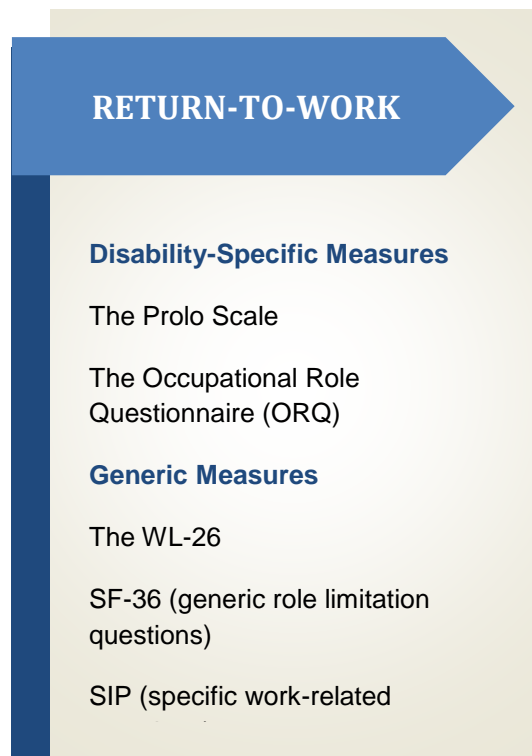 RETURN-TO-WORK
Disability-Specific Measures
The Prolo Scale
The Occupational Role
Questionnaire (ORQ)
Generic Measures
The WL-26
SF-36 (generic role limitation
questions)
SIP (specific work-related